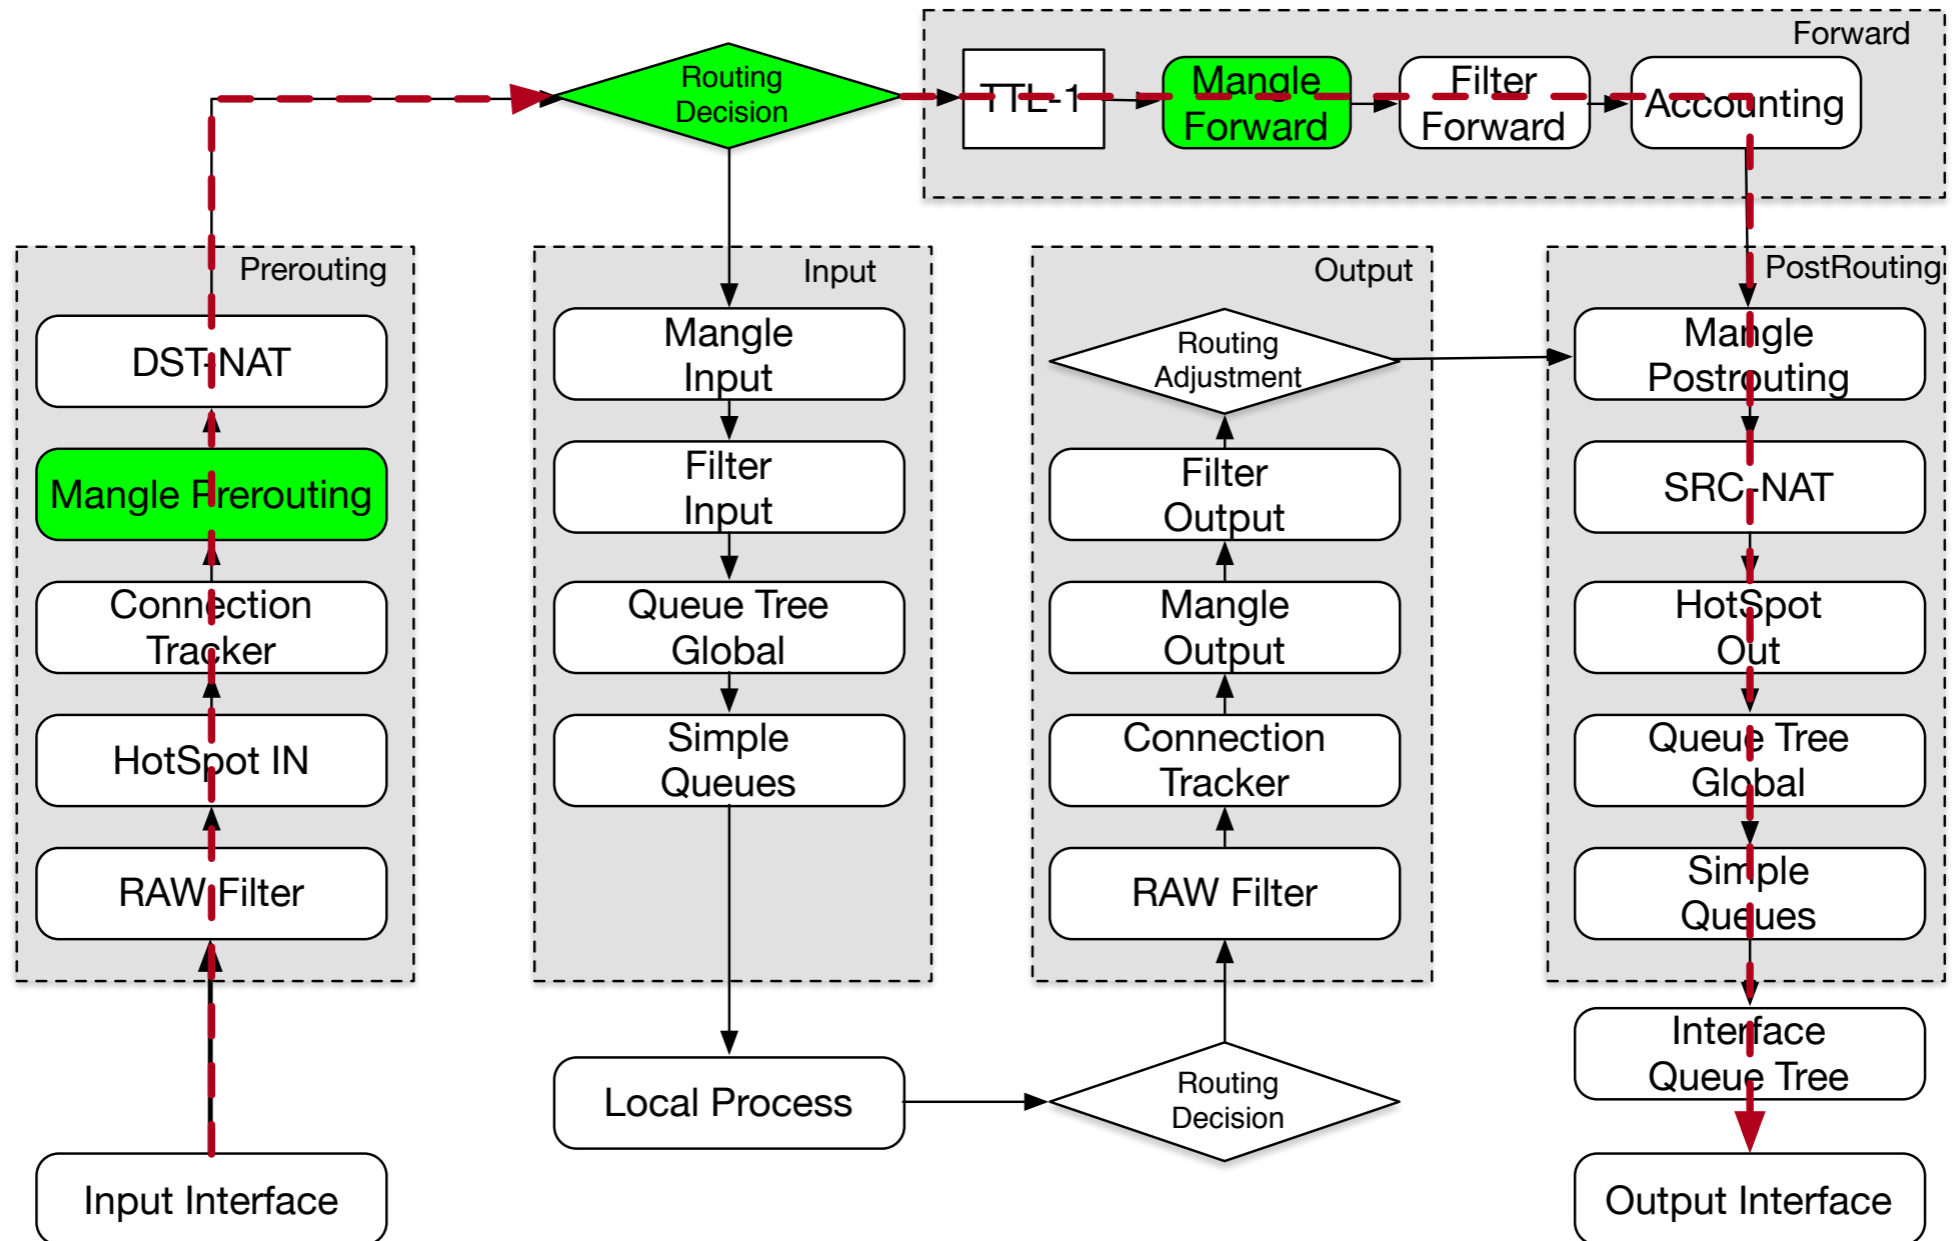 Forward
Routing
Decision
TTL-1
Mangle
Forward
Filter
Forward
Accounting
Prerouting
DST-NAT
Mangle Prerouting
Connection
Tracker
HotSpot IN
RAW Filter
Input Interface
Input
Mangle
Input
Filter
Input
Queue Tree
Global
Simple
Queues
Local Process
Output
Routing
Adjustment
Filter
Output
Mangle
Output
Connection
Tracker
RAW Filter
Routing
Decision
PostRouting
Mangle
Postrouting
SRC-NAT
HotSpot
Out
Queue Tree
Global
Simple
Queues
Interface
Queue Tree
Output Interface